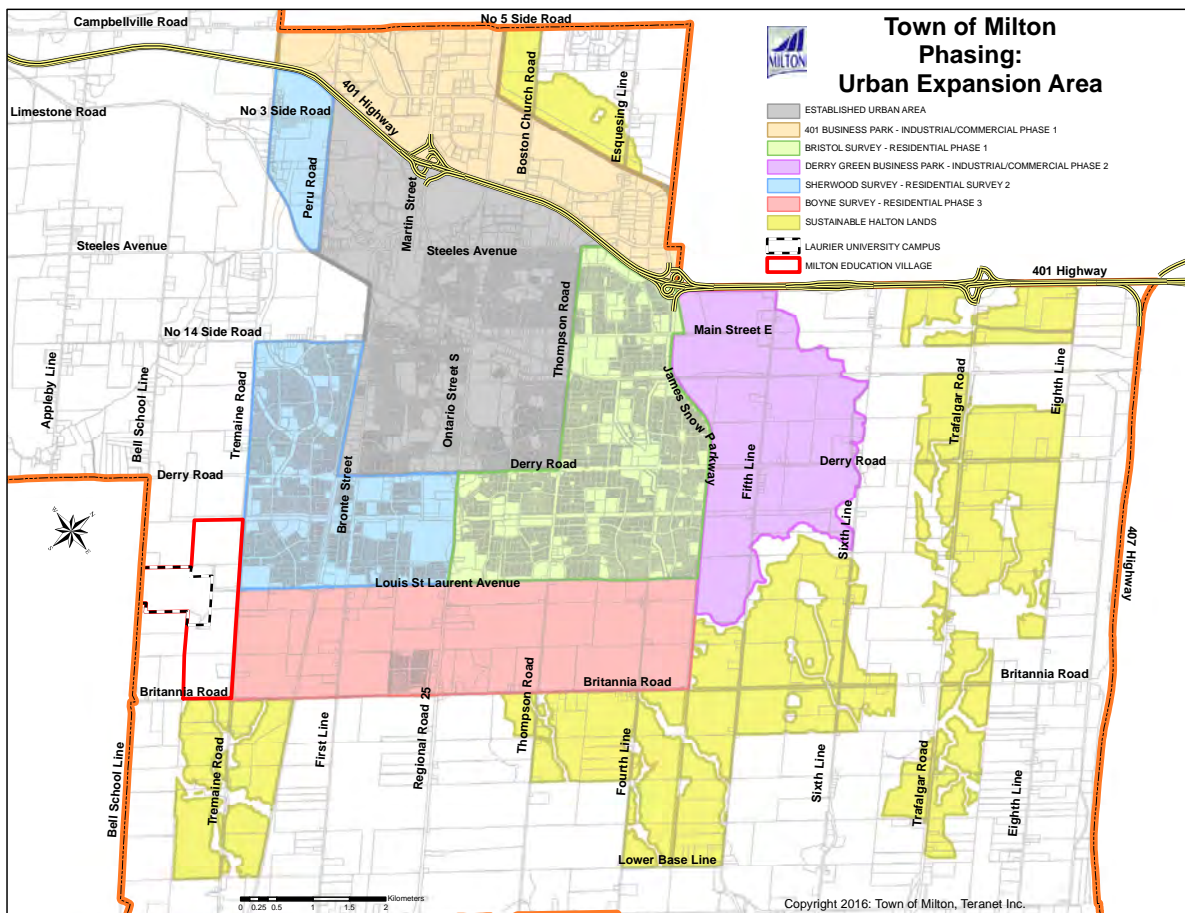 No 5 Side Road
Campbellville Road
Town of Milton
Phasing:
Urban Expansion Area
MILTON
ESTABLISHED URBAN AREA
401 BUSINESS PARK - INDUSTRIAL/COMMERCIAL PHASE 1
BRISTOL SURVEY - RESIDENTIAL PHASE 1
DERRY GREEN BUSINESS PARK - INDUSTRIAL/COMMERCIAL PHASE 2
SHERWOOD SURVEY - RESIDENTIAL SURVEY 2
BOYNE SURVEY - RESIDENTIAL PHASE 3
SUSTAINABLE HALTON LANDS
LAURIER UNIVERSITY CAMPUS
MILTON EDUCATION VILLAGE
401 Highway
Boston Church Road
Esquesing Line
Limestone Road
No 3 Side Road
Peru Road
Martin Street
Steeles Avenue
Steeles Avenue
401 Highway
No 14 Side Road
Main Street E
Thompson Road
Appleby Line
Bell School Line
Tremaine Road
Ontario Street S
James Snow Parkway
Trafalgar Road
Eighth Line
Derry Road
Derry Road
Derry Road
Bronte Street
Fifth Line
Sixth Line
407 Highway
W
N
S
E
Louis St Laurent Avenue
Britannia Road
Britannia Road
Britannia Road
Bell School Line
Tremaine Road
First Line
Regional Road 25
Thompson Road
Fourth Line
Sixth Line
Trafalgar Road
Eighth Line
Lower Base Line
Kilometers
0 0.25 0.5 1 1.5 2
Copyright 2016: Town of Milton, Teranet Inc.